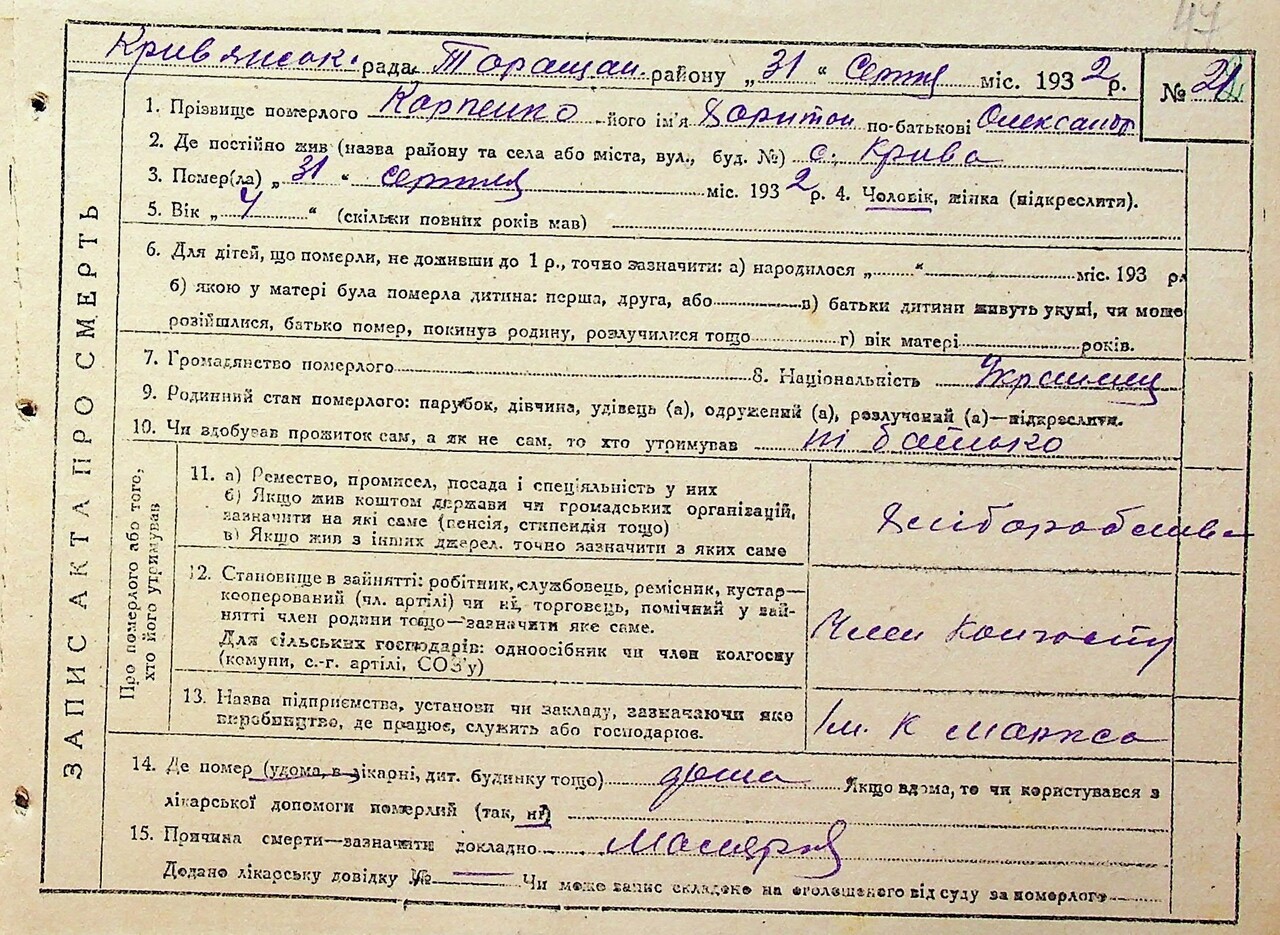 47
Кривянськ. рада Таращан. району „31“ Серпня міс. 1932 р.
№ 21
ЗАПИС АКТА ПРО СМЕРТЬ
1. Прізвище померлого Карпенко його ім'я Харитон по-батькові Олександр
2. Де постійно жив (назва району та села або міста, вул., буд. №) с. Крива
3. Помер(ла) „31“ серпня міс. 1932 р. 4. Чоловік, жінка (підкреслити).
5. Вік „4“ (скільки повних років мав)
6. Для дітей, що померли, не доживши до 1 р., точно зазначити: а) народилося „ “ міс. 193 р.
б) якою у матері була померла дитина: перша, друга, або в) батьки дитини живуть укупі, чи може
розійшлися, батько помер, покинув родину, розлучилися тощо г) вік матері років.
7. Громадянство померлого 8. Національність Украинец
9. Родинний стан померлого: парубок, дівчина, удівець (а), одружений (а), розлучений (а)—підкреслити.
10. Чи здобував прожиток сам, а як не сам, то хто утримував ні батько
Про померлого або того,
хто його утримував
11. а) Ремество, промисел, посада і спеціяльність у них
б) Якщо жив коштом держави чи громадських організацій,
зазначити на які саме (пенсія, стипендія тощо)
в) Якщо жив з інших джерел, точно зазначити з яких саме
Хліборобство
12. Становище в зайнятті: робітник, службовець, ремісник, кустар—
кооперований (чл. артілі) чи ні, торговець, помічний у зай-
нятті член родини тощо—зазначити яке саме.
Для сільських господарів: одноосібник чи член колгоспу
(комуни, с.-г. артілі, СОЗ'у)
Член Колгоспу
13. Назва підприємства, установи чи закладу, зазначаючи яке
виробництво, де працює, служить або господарює.
Ім. К Маркса
14. Де помер (удома, в лікарні, дит. будинку тощо) дома Якщо вдома, то чи користувався з
лікарської допомоги померлий (так, ні)
15. Причина смерти—зазначити докладно Малярия
Додано лікарську довідку № — Чи може запис складено на оголошеного від суду за померлого